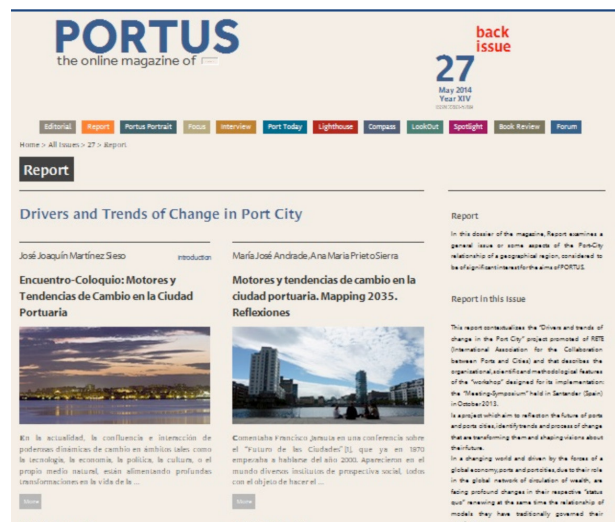 PORTUS
the online magazine of
back
issue
27
May 2014
Year XIV
Editorial Report Portus Portrait Focus Interview Port Today Lighthouse Compass LookOut Spotlight Book Review Forum
Home > All Issues > 27 > Report
Report
Drivers and Trends of Change in Port City
José Joaquín Martínez Sieso Introduction
Encuentro-Coloquio: Motores y
Tendencias de Cambio en la Ciudad
Portuaria
En la actualidad, la confluencia e interacción de
poderosas dinámicas de cambio en ámbitos tales como
la tecnología, la economía, la política, la cultura, o el
propio medio natural, están alimentando profundas
transformaciones en la vida de la ...
More
María José Andrade, Ana Maria Prieto Sierra
Motores y tendencias de cambio en la
ciudad portuaria. Mapping 2035.
Reflexiones
Comentaba Francisco Jarauta en una conferencia sobre
el "Futuro de las Ciudades"[1], que ya en 1970
empezaba a hablarse del año 2000. Aparecieron en el
mundo diversos institutos de prospectiva social, todos
con el objeto de hacer el ...
More
Report
In this dossier of the magazine, Report examines a
general issue or some aspects of the Port-City
relationship of a geographical region, considered to
be of significant interest for the aims of PORTUS.
Report in this Issue
This report contextualizes the "Drivers and trends of
change in the Port City" project promoted of RETE
(International Association for the Collaboration
between Ports and Cities) and that describes the
organisational, scientific and methodological features
of the "workshop" designed for its implementation:
the "Meeting-Symposium" held in Santander (Spain)
in October 2013.
Is a project which aim to reflect on the future of ports
and ports cities, identify trends and process of change
that are transforming them and shaping visions about
their future.
In a changing world and driven by the forces of a
global economy, ports and port cities, due to their role
in the global network of circulation of wealth, are
facing profound changes in their respective "status
quo" renewing at the same time the relationship of
models they have traditionally governed their